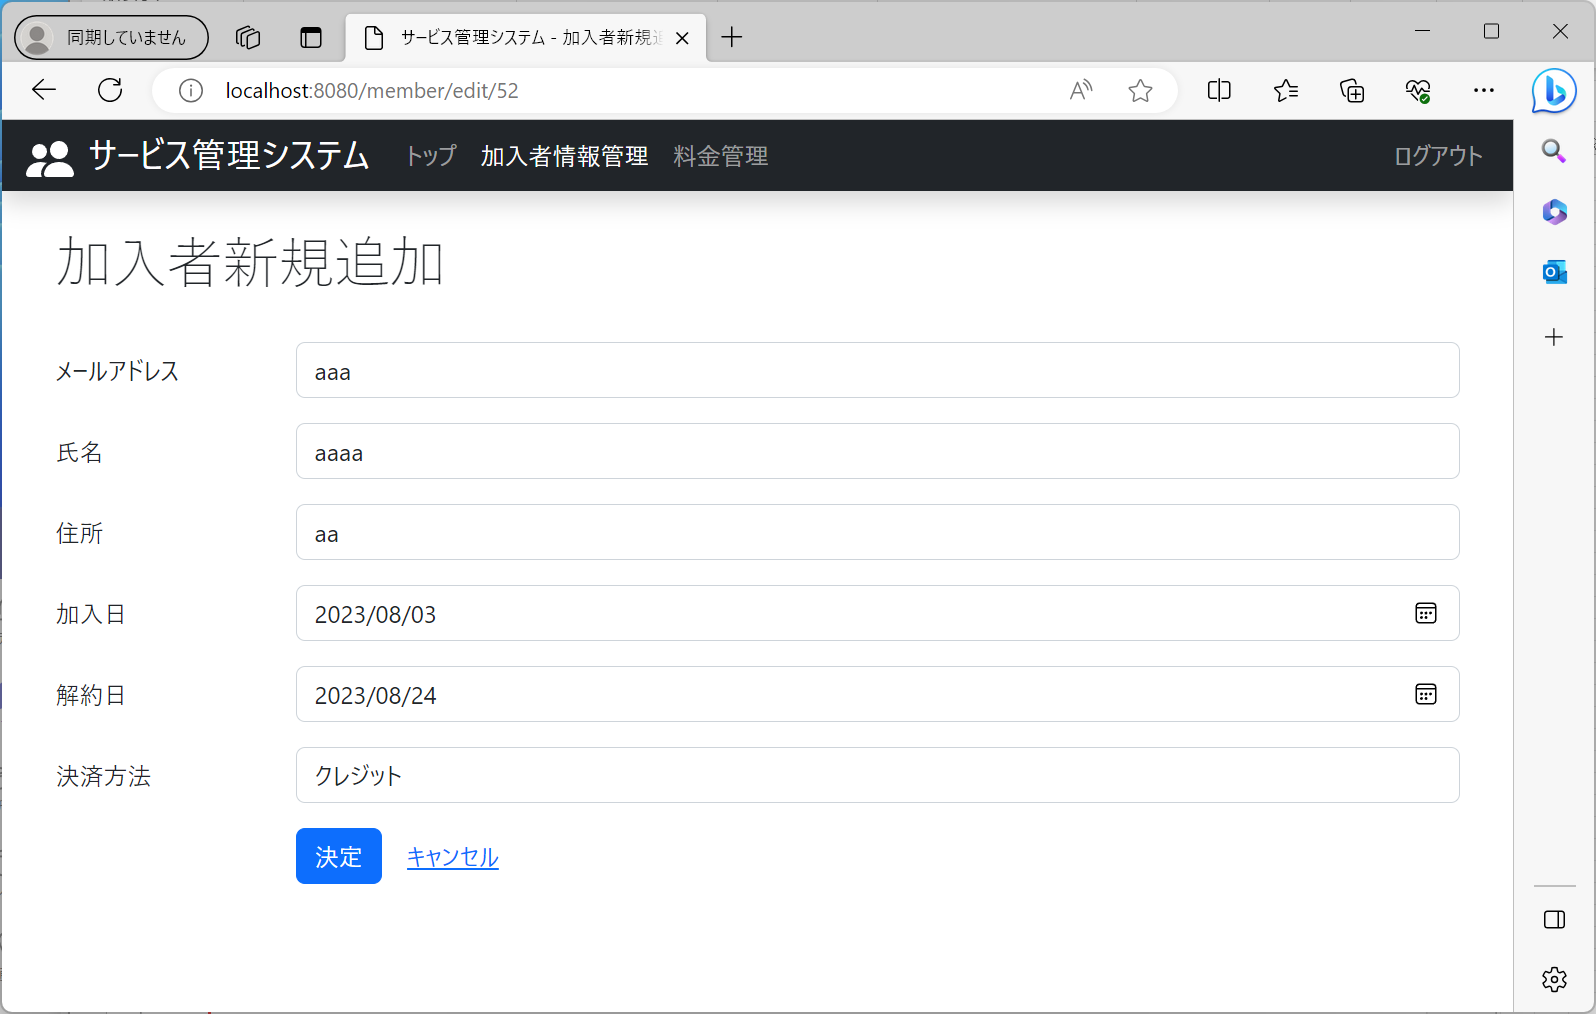 同期していません
サービス管理システム - 加入者新規追
localhost:8080/member/edit/52
サービス管理システム トップ 加入者情報管理 料金管理 ログアウト
加入者新規追加
メールアドレス aaa
氏名 aaaa
住所 aa
加入日 2023/08/03
解約日 2023/08/24
決済方法 クレジット
決定 キャンセル